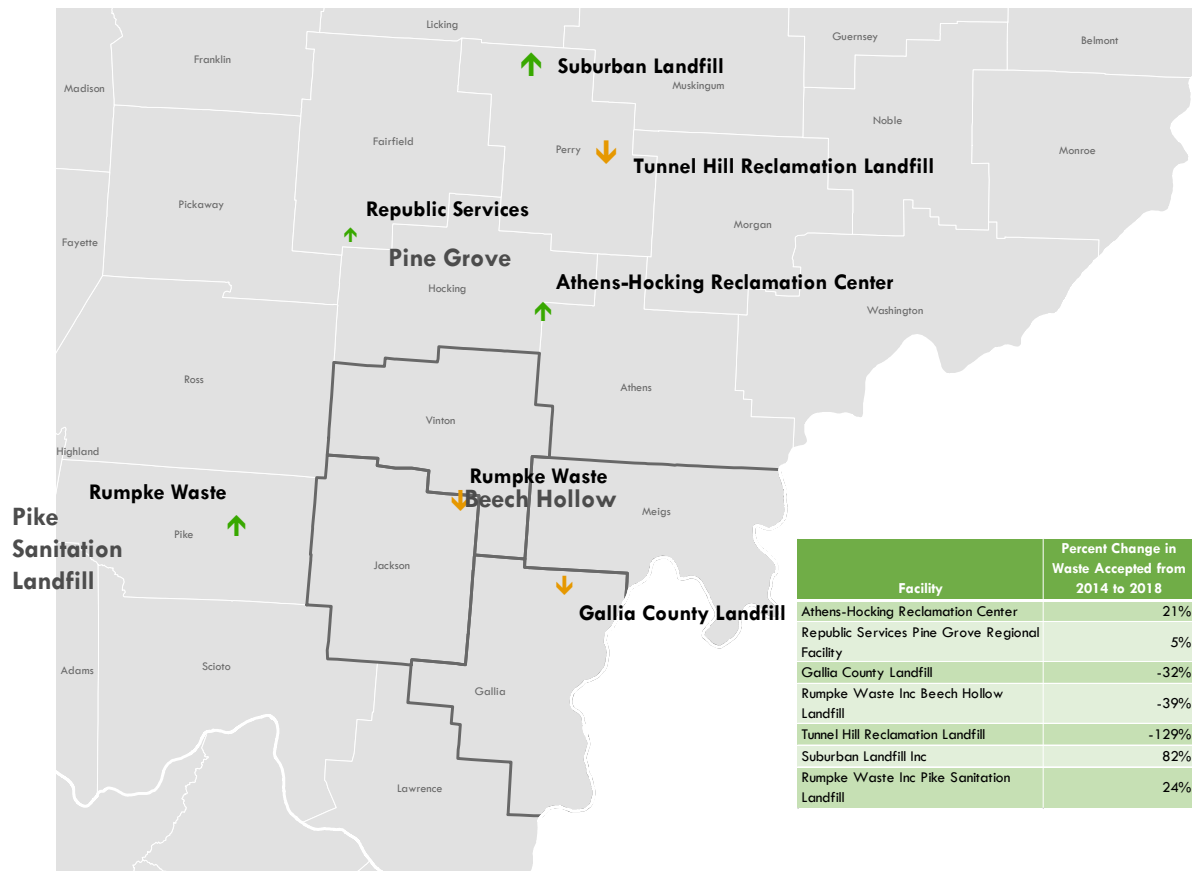 Licking
Guernsey
Belmont
Franklin
Suburban Landfill
Madison
Muskingum
Noble
Fairfield
Perry
Monroe
Tunnel Hill Reclamation Landfill
Pickaway
Republic Services
Morgan
Fayette
Pine Grove
Athens-Hocking Reclamation Center
Hocking
Washington
Ross
Athens
Vinton
Highland
Rumpke Waste
Rumpke Waste
Beech Hollow
Pike
Sanitation
Landfill
Pike
Meigs
Jackson
Gallia County Landfill
Scioto
Adams
Gallia
Lawrence
Facility
Percent Change in
Waste Accepted from
2014 to 2018
Athens-Hocking Reclamation Center 21%
Republic Services Pine Grove Regional
Facility 5%
Gallia County Landfill -32%
Rumpke Waste Inc Beech Hollow
Landfill -39%
Tunnel Hill Reclamation Landfill -129%
Suburban Landfill Inc 82%
Rumpke Waste Inc Pike Sanitation
Landfill 24%